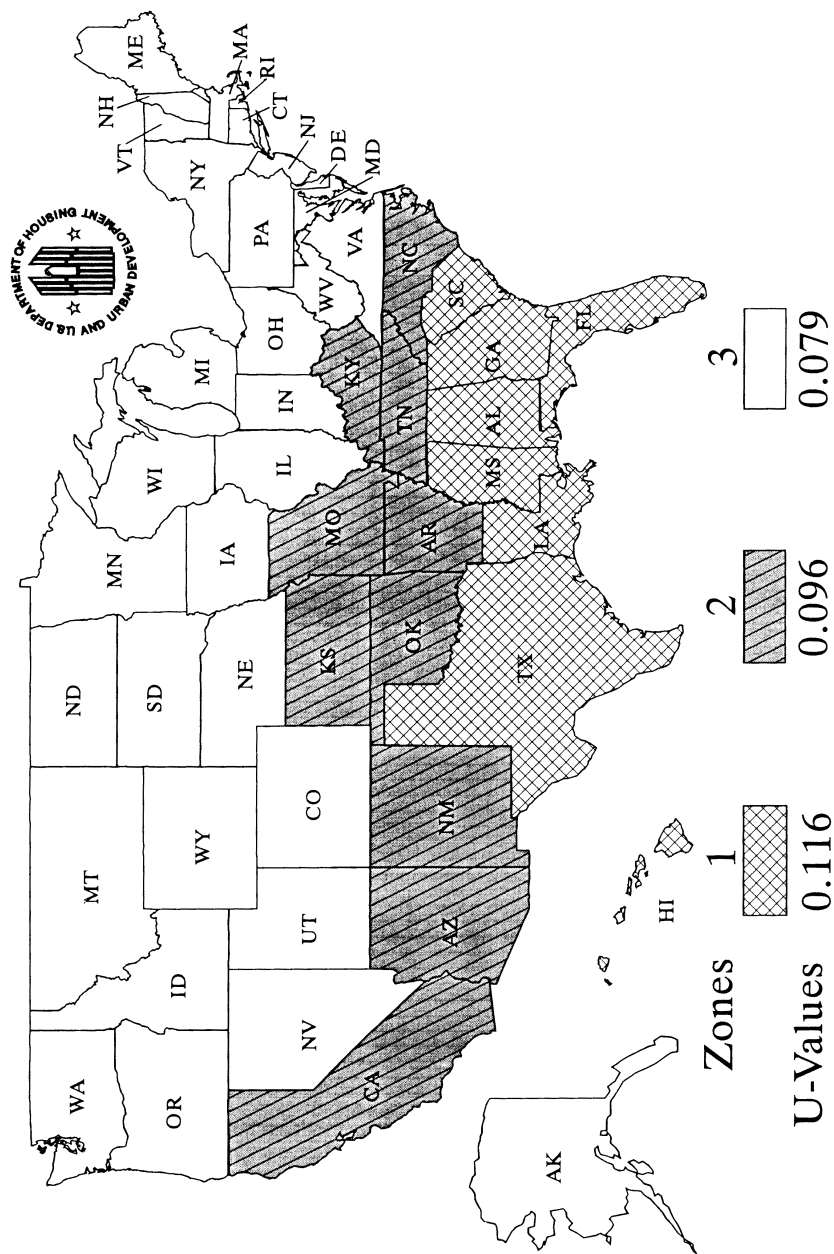 U.S. DEPARTMENT OF HOUSING
AND URBAN DEVELOPMENT
WA
MT
ND
MN
ME
NH
VT
OR
ID
SD
WI
MI
NY
MA
RI
CT
WY
NE
IA
PA
NJ
NV
UT
CO
IL
IN
OH
WV
VA
DE
MD
CA
KS
MO
KY
AZ
NM
OK
AR
TN
NC
SC
TX
LA
MS
AL
GA
FL
AK
HI
Zones 1 2 3
U-Values 0.116 0.096 0.079